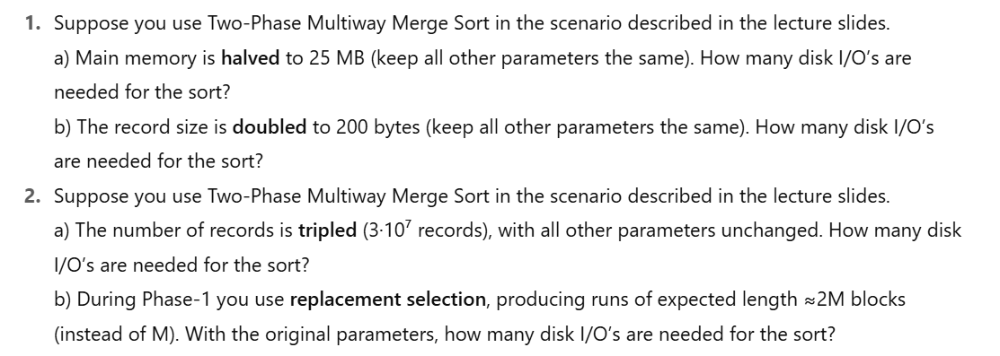 1. Suppose you use Two-Phase Multiway Merge Sort in the scenario described in the lecture slides.
a) Main memory is halved to 25 MB (keep all other parameters the same). How many disk I/O’s are
needed for the sort?
b) The record size is doubled to 200 bytes (keep all other parameters the same). How many disk I/O’s
are needed for the sort?
2. Suppose you use Two-Phase Multiway Merge Sort in the scenario described in the lecture slides.
a) The number of records is tripled (3·10⁷ records), with all other parameters unchanged. How many disk
I/O’s are needed for the sort?
b) During Phase-1 you use replacement selection, producing runs of expected length ≈2M blocks
(instead of M). With the original parameters, how many disk I/O’s are needed for the sort?